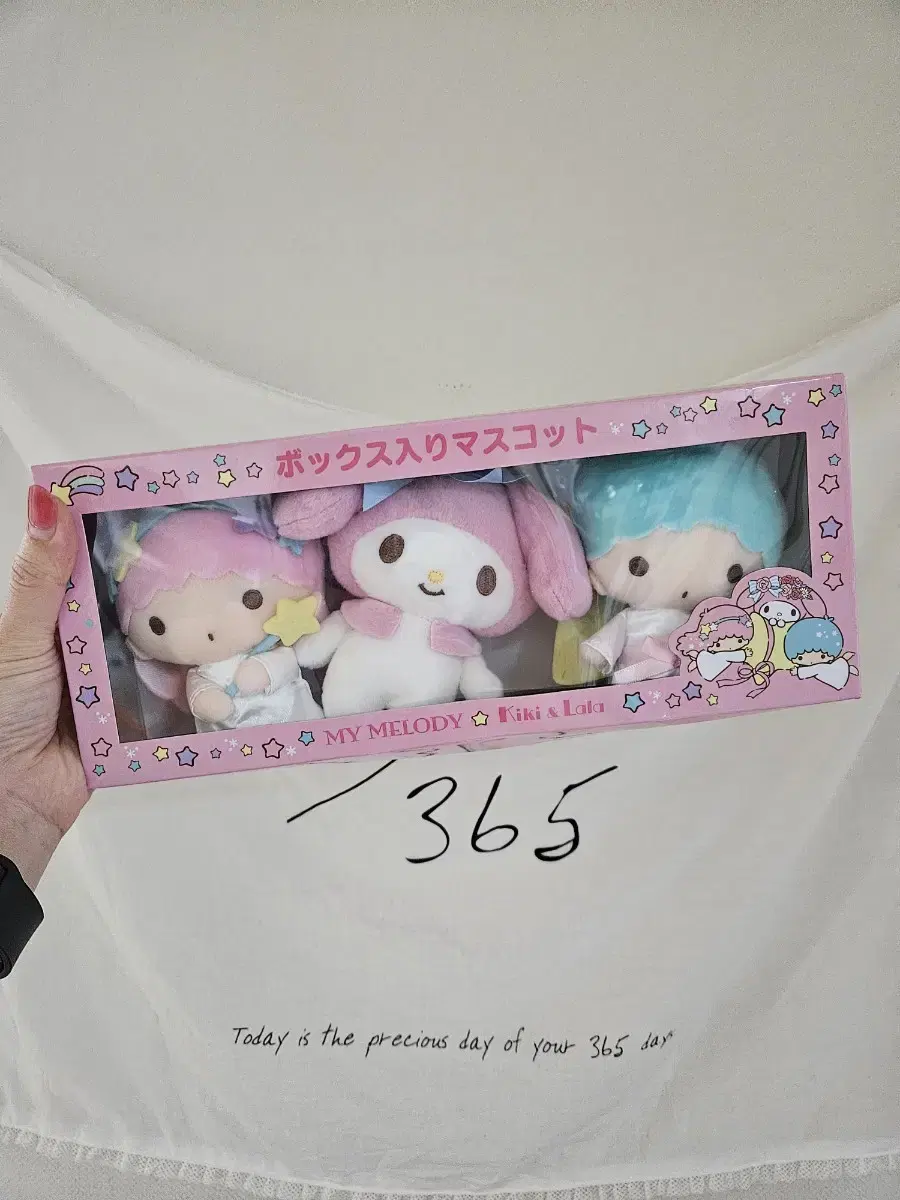 ボックス入りマスコット
MY MELODY ☆ Kiki & Lala
365
Today is the precious day of your 365 day